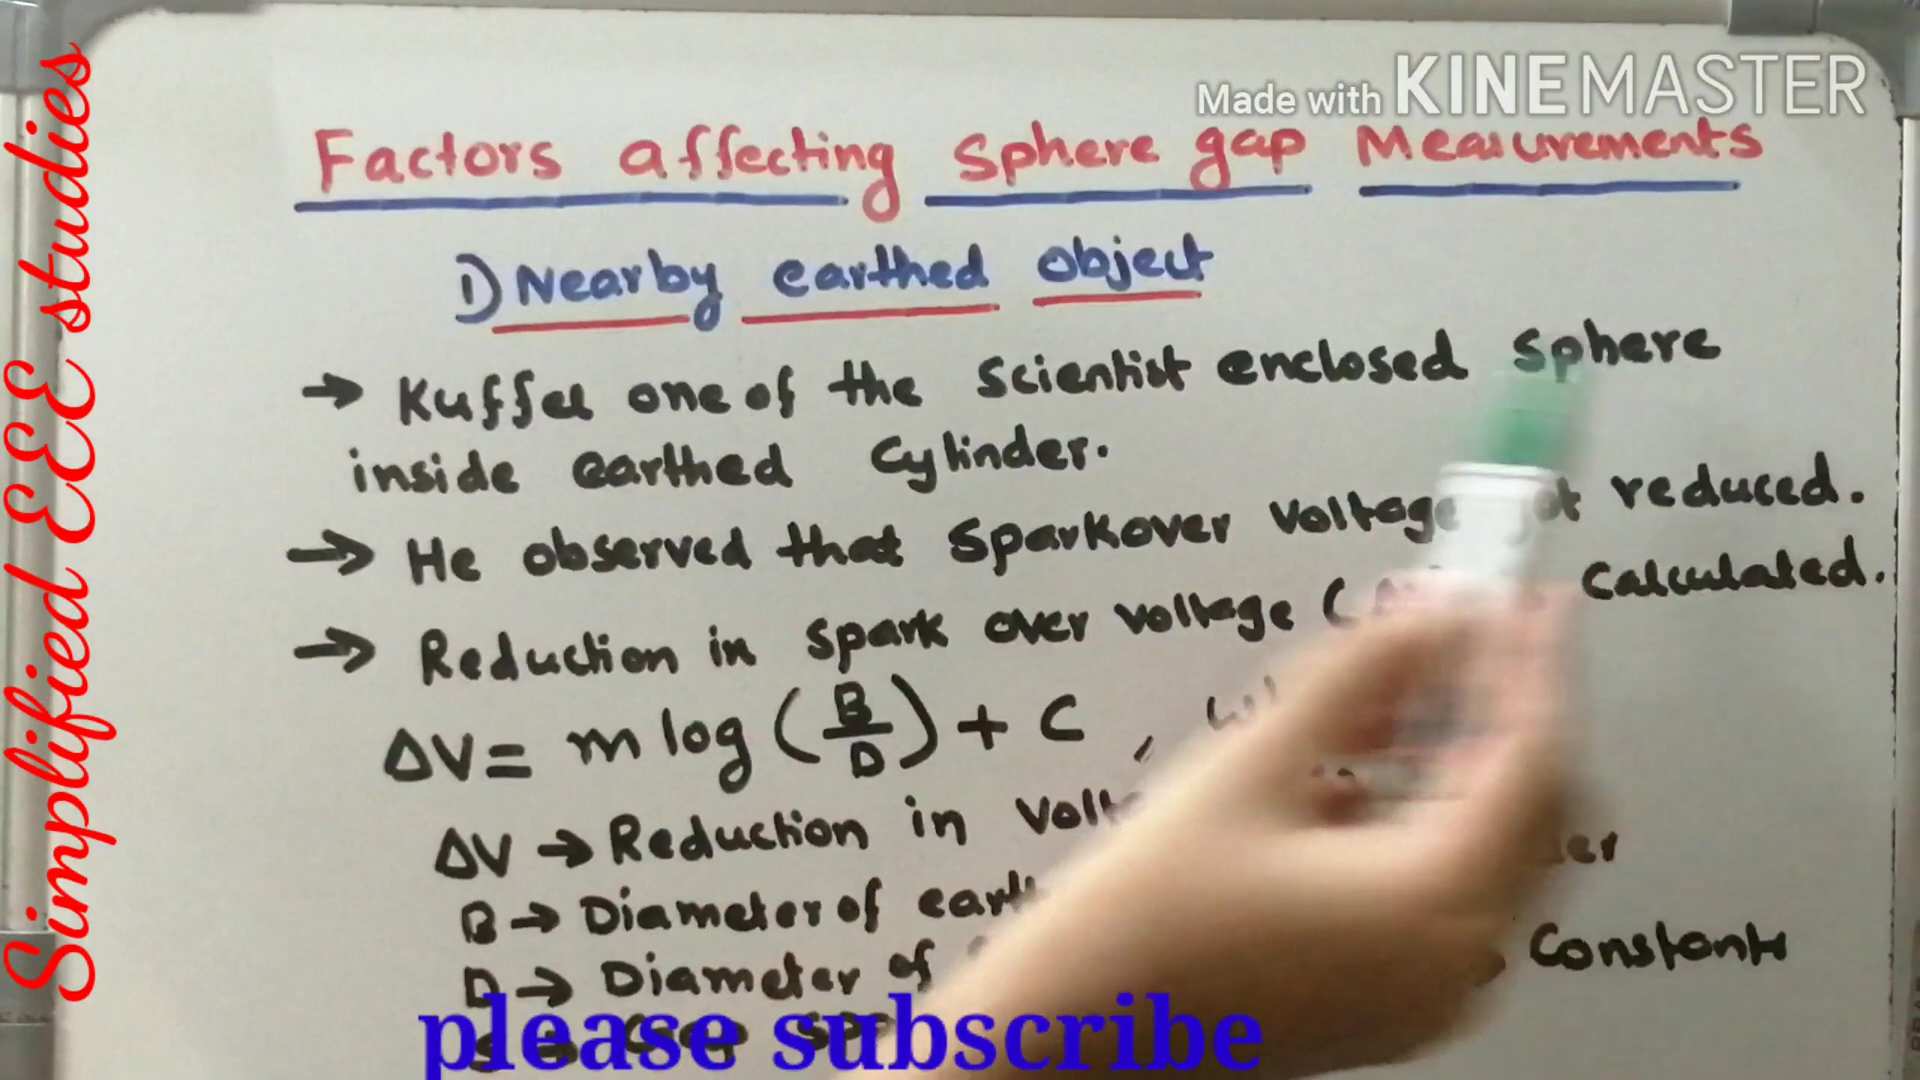 Made with KINEMASTER
Simplified EEE studies
Factors affecting Sphere gap Measurements
1) Nearby earthed object
→ Kuffel one of the Scientist enclosed Sphere
inside earthed Cylinder.
→ He observed that Sparkover Voltage reduced.
→ Reduction in spark over voltage ( Calculated.
ΔV = m log (B/D) + C ,
ΔV → Reduction in
B → Diameter of
D → Diameter of Constants
please subscribe